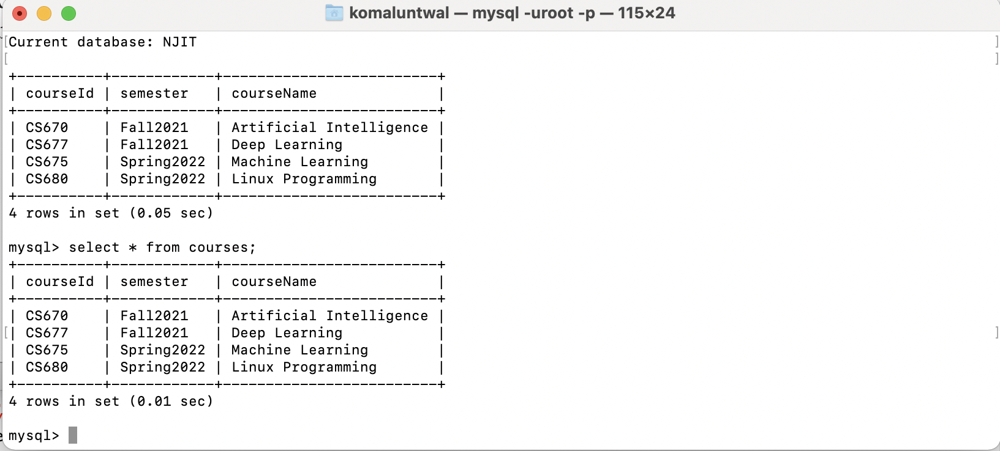 komaluntwal — mysql -uroot -p — 115×24
Current database: NJIT
+----------+------------+-------------------------+
| courseId | semester   | courseName              |
+----------+------------+-------------------------+
| CS670    | Fall2021   | Artificial Intelligence |
| CS677    | Fall2021   | Deep Learning           |
| CS675    | Spring2022 | Machine Learning        |
| CS680    | Spring2022 | Linux Programming       |
+----------+------------+-------------------------+
4 rows in set (0.05 sec)
mysql> select * from courses;
+----------+------------+-------------------------+
| courseId | semester   | courseName              |
+----------+------------+-------------------------+
| CS670    | Fall2021   | Artificial Intelligence |
| CS677    | Fall2021   | Deep Learning           |
| CS675    | Spring2022 | Machine Learning        |
| CS680    | Spring2022 | Linux Programming       |
+----------+------------+-------------------------+
4 rows in set (0.01 sec)
mysql>